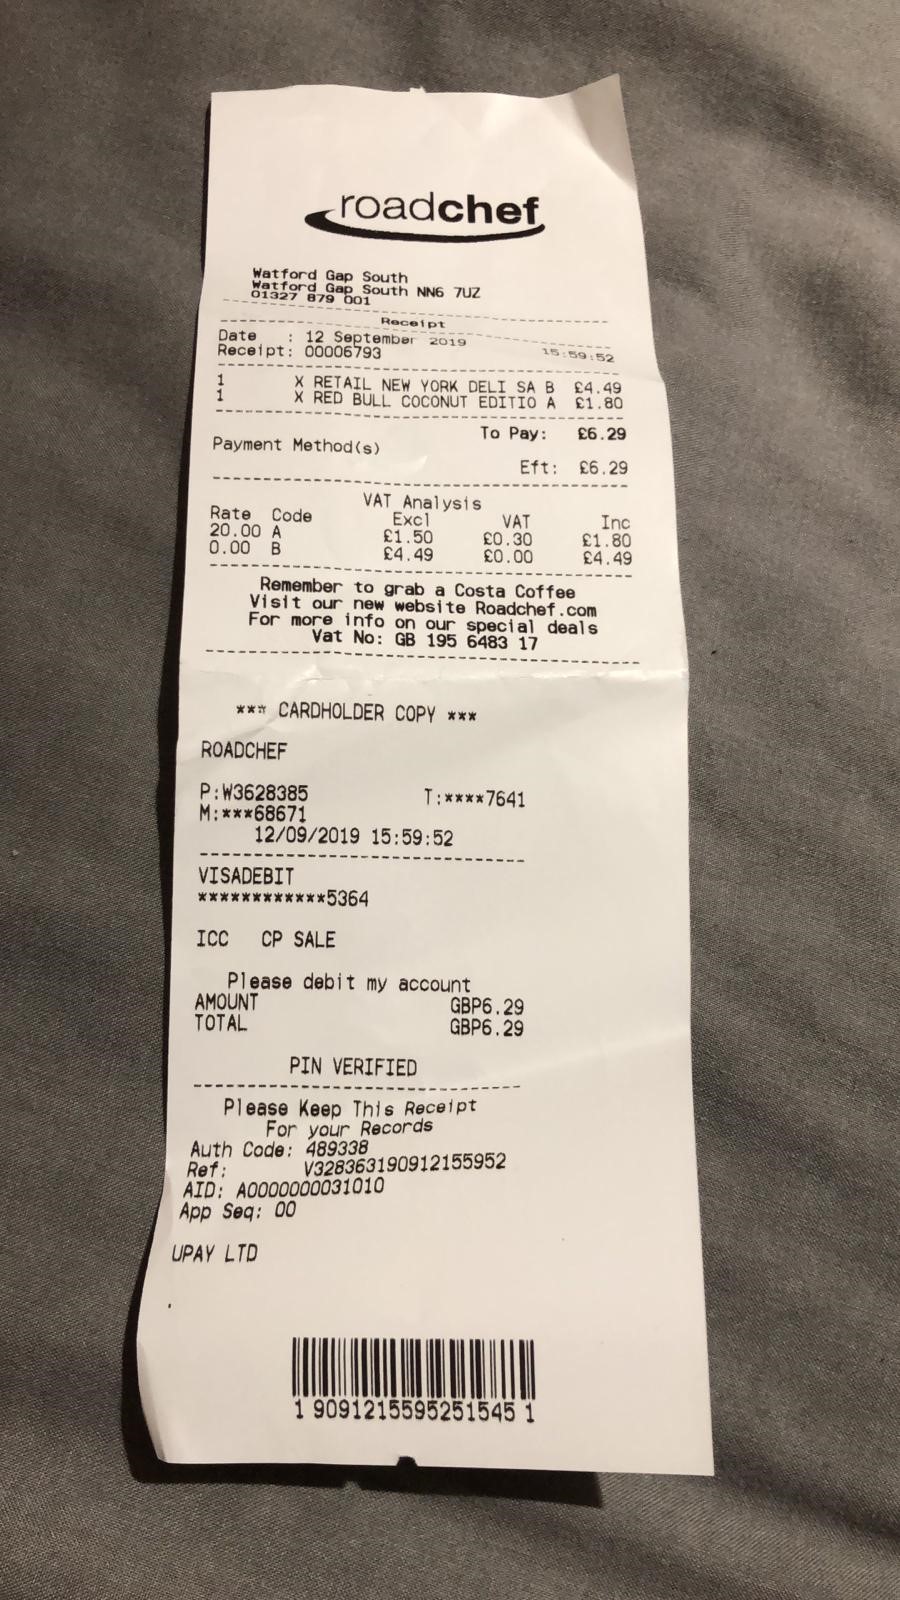 roadchef
Watford Gap South
Watford Gap South NN6 7UZ
01327 879 001
Receipt
Date : 12 September 2019 15:59:52
Receipt: 00006793
1 X RETAIL NEW YORK DELI SA B £4.49
1 X RED BULL COCONUT EDITIO A £1.80
To Pay: £6.29
Payment Method(s)
Eft: £6.29
VAT Analysis
Rate Code Excl VAT Inc
20.00 A £1.50 £0.30 £1.80
0.00 B £4.49 £0.00 £4.49
Remember to grab a Costa Coffee
Visit our new website Roadchef.com
For more info on our special deals
Vat No: GB 195 6483 17
*** CARDHOLDER COPY ***
ROADCHEF
P:W3628385 T:****7641
M:***68671
12/09/2019 15:59:52
VISADEBIT
************5364
ICC CP SALE
Please debit my account
AMOUNT GBP6.29
TOTAL GBP6.29
PIN VERIFIED
Please Keep This Receipt
For your Records
Auth Code: 489338
Ref: V328363190912155952
AID: A0000000031010
App Seq: 00
UPAY LTD
1 909121559525154​5 1